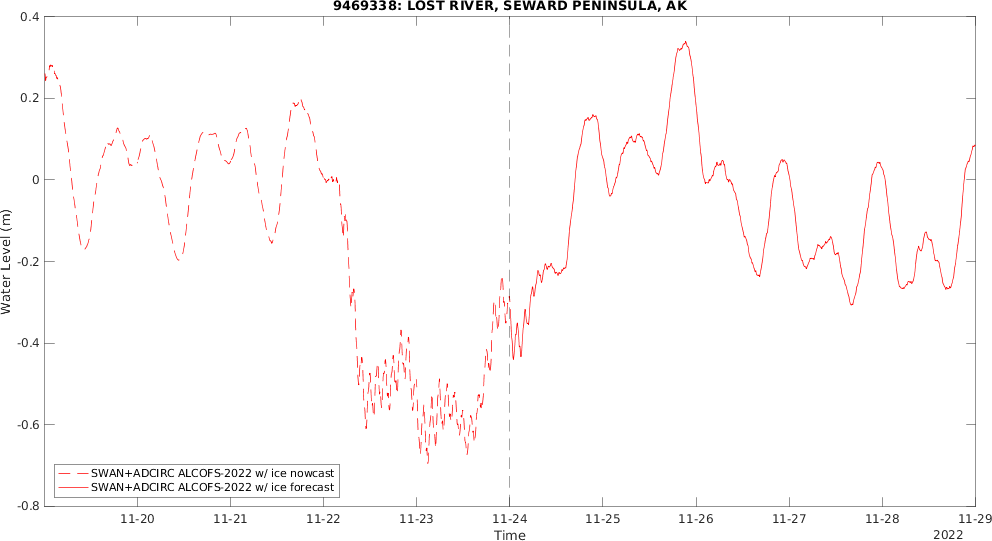 9469338: LOST RIVER, SEWARD PENINSULA, AK
0.4
0.2
0
-0.2
-0.4
-0.6
-0.8
Water Level (m)
SWAN+ADCIRC ALCOFS-2022 w/ ice nowcast
SWAN+ADCIRC ALCOFS-2022 w/ ice forecast
11-20 11-21 11-22 11-23 11-24 11-25 11-26 11-27 11-28 11-29
Time
2022